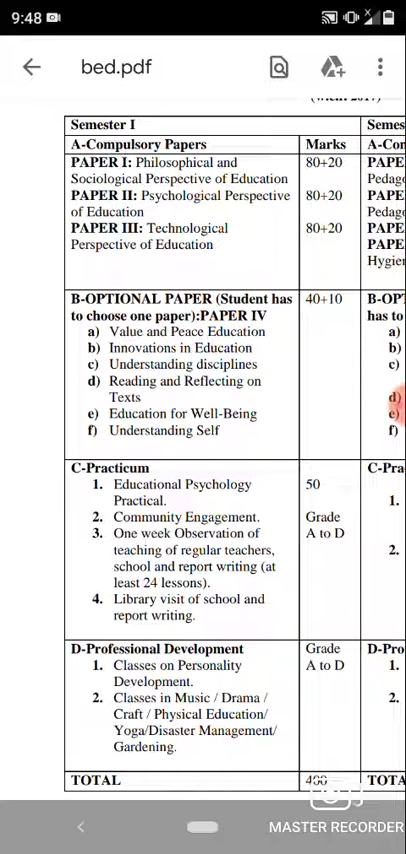 9:48
bed.pdf
Semester I
Semes
A-Compulsory Papers Marks
A-Con
PAPER I: Philosophical and 80+20
Sociological Perspective of Education
PAPER II: Psychological Perspective 80+20
of Education
PAPER III: Technological 80+20
Perspective of Education
PAPE
Pedag
PAPE
Pedag
PAPE
PAPE
Hygier
B-OPTIONAL PAPER (Student has 40+10
to choose one paper):PAPER IV
a) Value and Peace Education
b) Innovations in Education
c) Understanding disciplines
d) Reading and Reflecting on
Texts
e) Education for Well-Being
f) Understanding Self
B-OPT
has to
a)
b)
c)
d)
e)
f)
C-Practicum
1. Educational Psychology 50
Practical.
2. Community Engagement. Grade
3. One week Observation of A to D
teaching of regular teachers,
school and report writing (at
least 24 lessons).
4. Library visit of school and
report writing.
C-Pra
1.
2.
D-Professional Development Grade
1. Classes on Personality A to D
Development.
2. Classes in Music / Drama /
Craft / Physical Education/
Yoga/Disaster Management/
Gardening.
D-Pro
1.
2.
TOTAL 400
TOTA
MASTER RECORDER